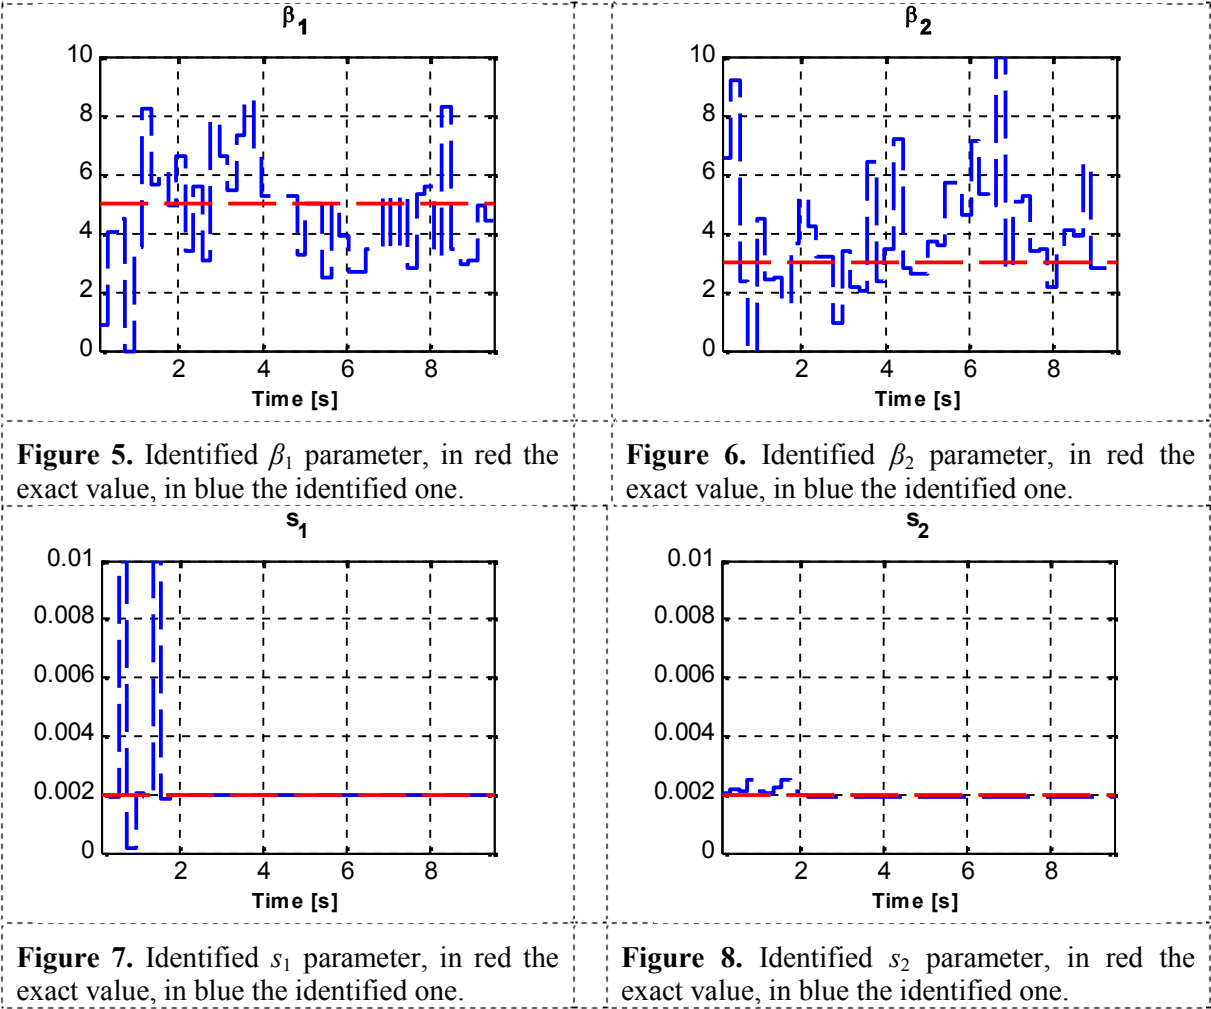 β1
10
8
6
4
2
0
2 4 6 8
Time [s]
Figure 5. Identified β1 parameter, in red the
exact value, in blue the identified one.
β2
10
8
6
4
2
0
2 4 6 8
Time [s]
Figure 6. Identified β2 parameter, in red the
exact value, in blue the identified one.
s1
0.01
0.008
0.006
0.004
0.002
0
2 4 6 8
Time [s]
Figure 7. Identified s1 parameter, in red the
exact value, in blue the identified one.
s2
0.01
0.008
0.006
0.004
0.002
0
2 4 6 8
Time [s]
Figure 8. Identified s2 parameter, in red the
exact value, in blue the identified one.